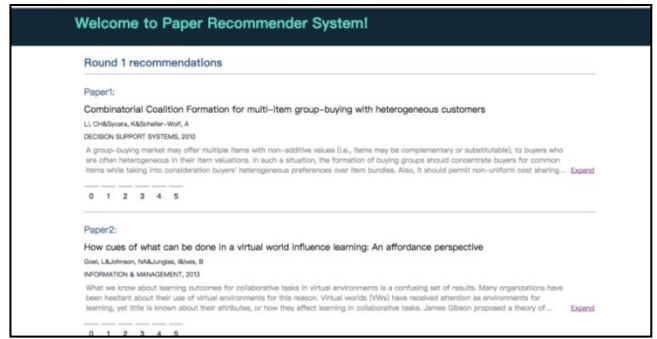 Welcome to Paper Recommender System!
Round 1 recommendations
Paper1:
Combinatorial Coalition Formation for multi-item group-buying with heterogeneous customers
Li, CH&Sycara, K&Scheller-Wolf, A
DECISION SUPPORT SYSTEMS, 2010
A group-buying market may offer multiple items with non-additive values (i.e., items may be complementary or substitutable), to buyers who
are often heterogeneous in their item valuations. In such a situation, the formation of buying groups should concentrate buyers for common
items while taking into consideration buyers' heterogeneous preferences over item bundles. Also, it should permit non-uniform cost sharing... Expand
0 1 2 3 4 5
Paper2:
How cues of what can be done in a virtual world influence learning: An affordance perspective
Goel, L&Johnson, NA&Junglas, I&Ives, B
INFORMATION & MANAGEMENT, 2013
What we know about learning outcomes for collaborative tasks in virtual environments is a confusing set of results. Many organizations have
been hesitant about their use of virtual environments for this reason. Virtual worlds (VWs) have received attention as environments for
learning, yet little is known about their attributes, or how they effect learning in collaborative tasks. James Gibson proposed a theory of... Expand
0 1 2 3 4 5